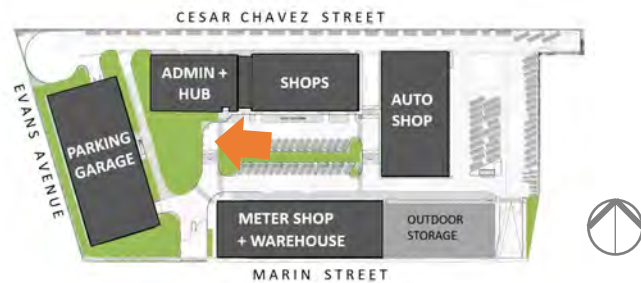 CESAR CHAVEZ STREET
ADMIN +
HUB
SHOPS
AUTO
SHOP
EVANS AVENUE
PARKING
GARAGE
METER SHOP
+ WAREHOUSE
OUTDOOR
STORAGE
MARIN STREET